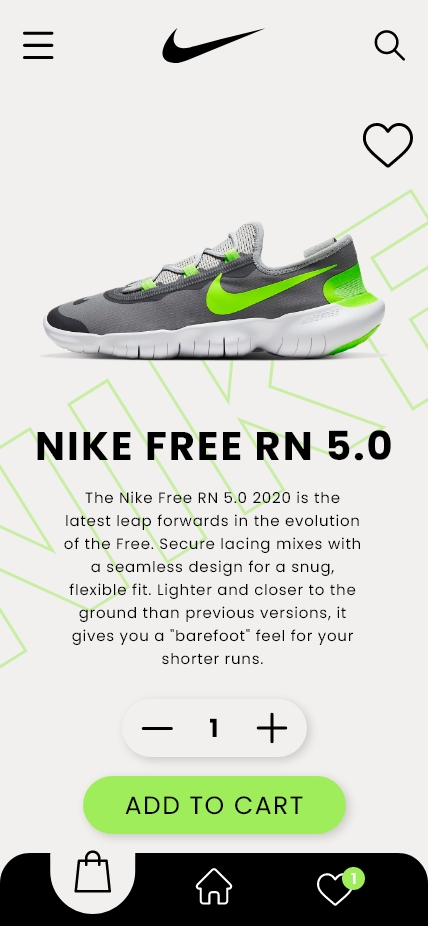 NIKE
NIKE FREE RN 5.0
The Nike Free RN 5.0 2020 is the
latest leap forwards in the evolution
of the Free. Secure lacing mixes with
a seamless design for a snug,
flexible fit. Lighter and closer to the
ground than previous versions, it
gives you a "barefoot" feel for your
shorter runs.
1
ADD TO CART
1